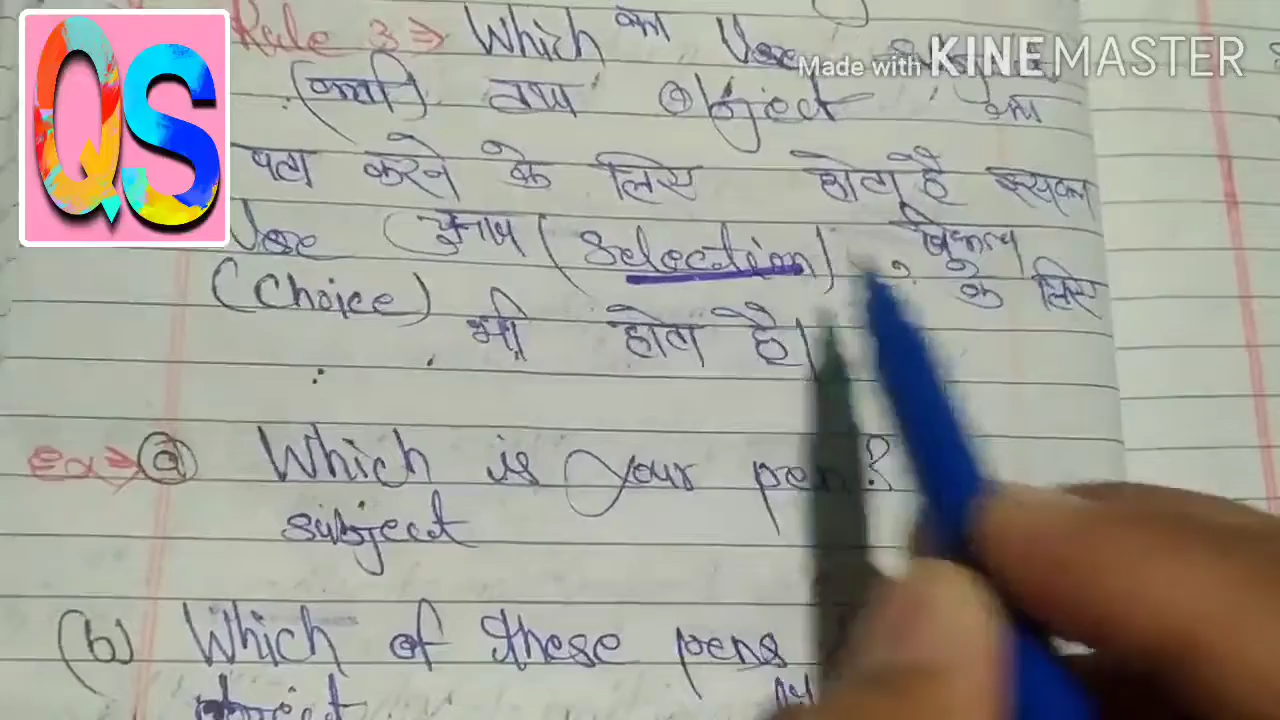 QS
Made with KINEMASTER
Rule 3 ⇒ Which का Use
(कर्ता) तथा Object का
पता करने के लिए होता है इसका
Use चुनाव (Selection), विकल्प
(Choice) के लिए
भी होता है।
Ex ⇒ (a) Which is your pen?
subject
(b) Which of these pens
object